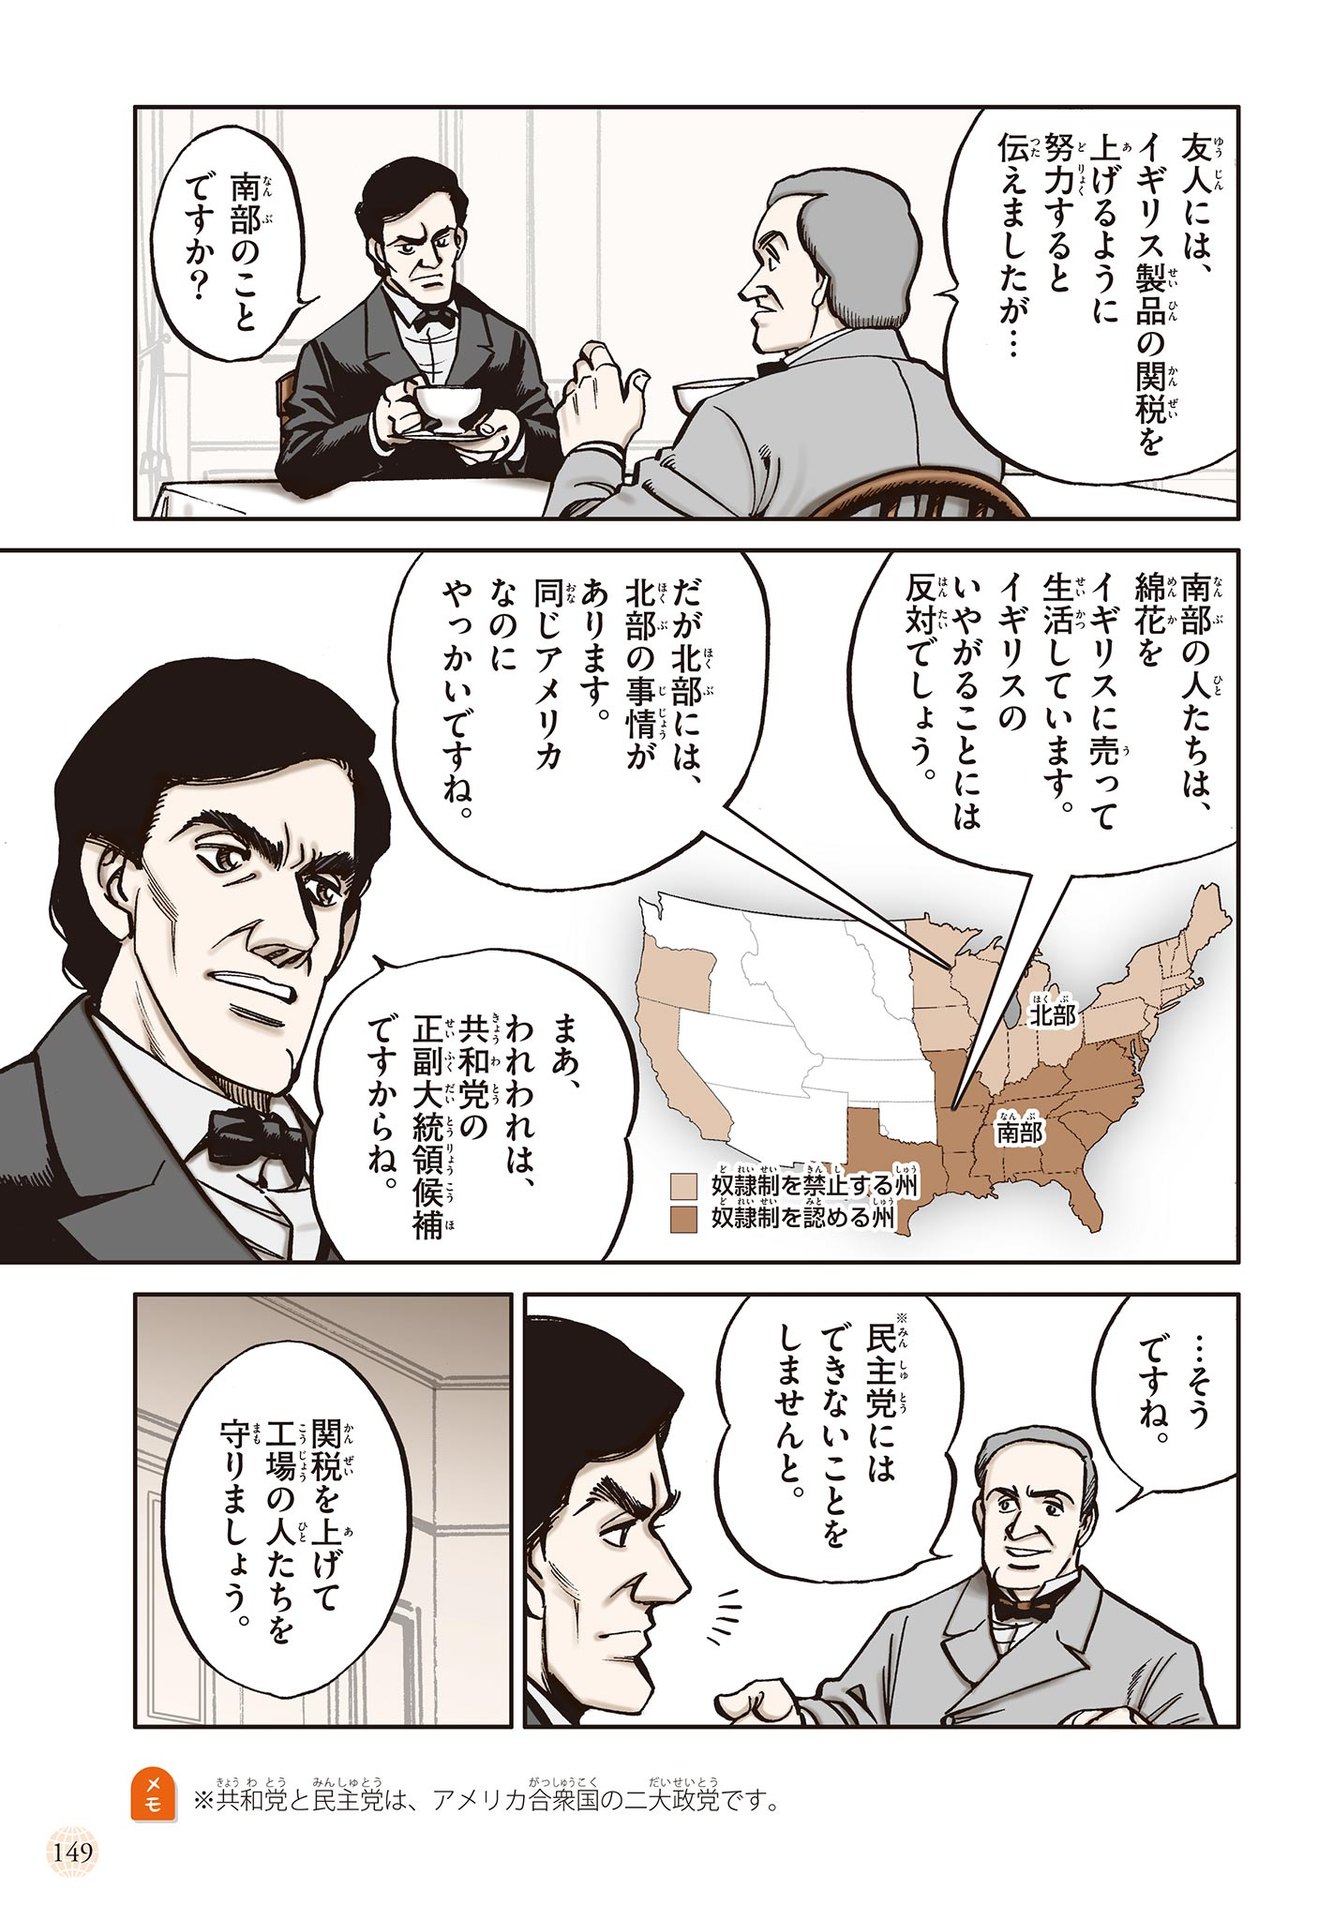 友人には、
イギリス製品の関税を
上げるように
努力すると
伝えましたが…
南部のこと
ですか？
南部の人たちは、
綿花を
イギリスに売って
生活しています。
イギリスの
いやがることには
反対でしょう。
だが北部には、
北部の事情が
あります。
同じアメリカ
なのに
やっかいですね。
北部
南部
奴隷制を禁止する州
奴隷制を認める州
まあ、
われわれは、
共和党の
正副大統領候補
ですからね。
…そう
ですね。
※民主党には
できないことを
しませんと。
関税を上げて
工場の人たちを
守りましょう。
メモ
※共和党と民主党は、アメリカ合衆国の二大政党です。
149